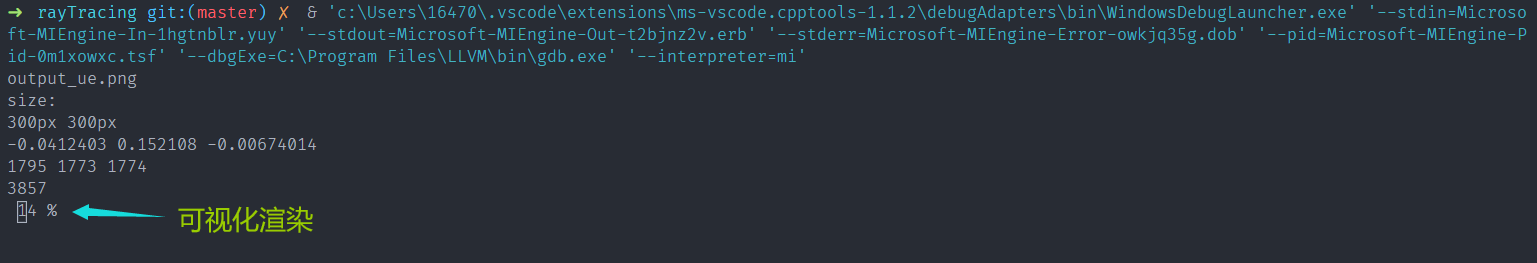 ➜ rayTracing git:(master) ✗ & 'c:\Users\16470\.vscode\extensions\ms-vscode.cpptools-1.1.2\debugAdapters\bin\WindowsDebugLauncher.exe' '--stdin=Microso
ft-MIEngine-In-1hgtnblr.yuy' '--stdout=Microsoft-MIEngine-Out-t2bjnz2v.erb' '--stderr=Microsoft-MIEngine-Error-owkjq35g.dob' '--pid=Microsoft-MIEngine-P
id-0m1xowxc.tsf' '--dbgExe=C:\Program Files\LLVM\bin\gdb.exe' '--interpreter=mi'
output_ue.png
size:
300px 300px
-0.0412403 0.152108 -0.00674014
1795 1773 1774
3857
14 %
可视化渲染